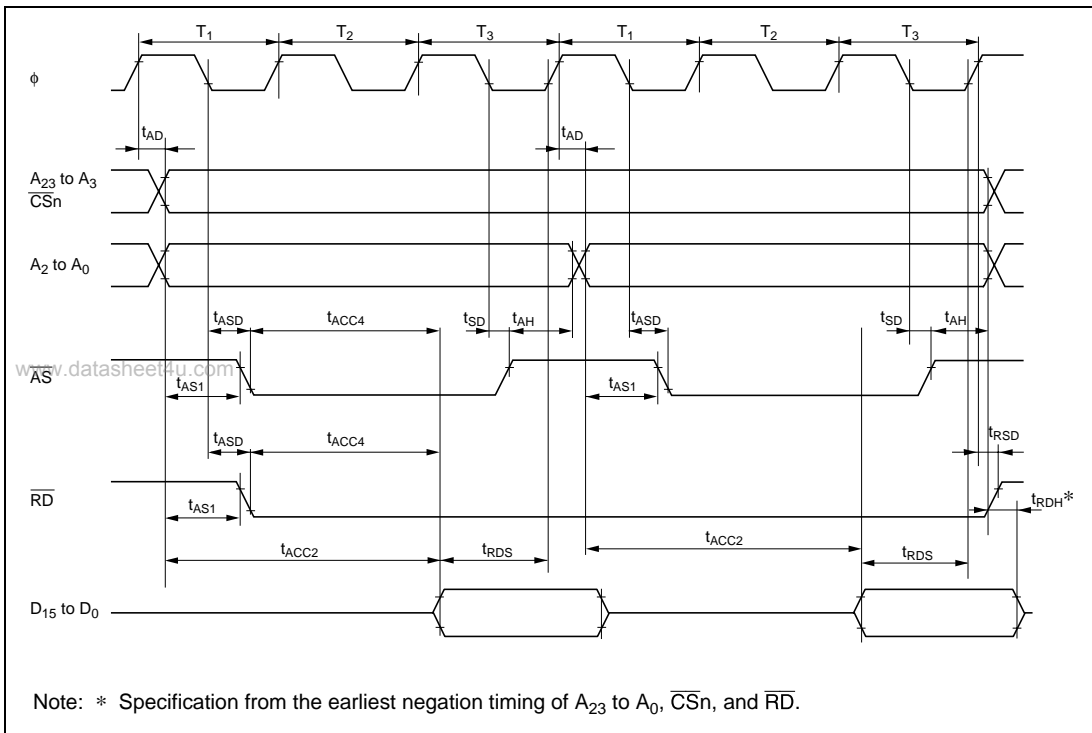 T1 T2 T3 T1 T2 T3
φ
tAD tAD
A23 to A3
CSn
A2 to A0
tASD tACC4 tSD tAH tASD tSD tAH
www.datasheet4u.com
AS
tAS1 tAS1
tASD tACC4 tRSD
RD
tAS1 tRDH*
tACC2 tRDS tACC2 tRDS
D15 to D0
Note: * Specification from the earliest negation timing of A23 to A0, CSn, and RD.